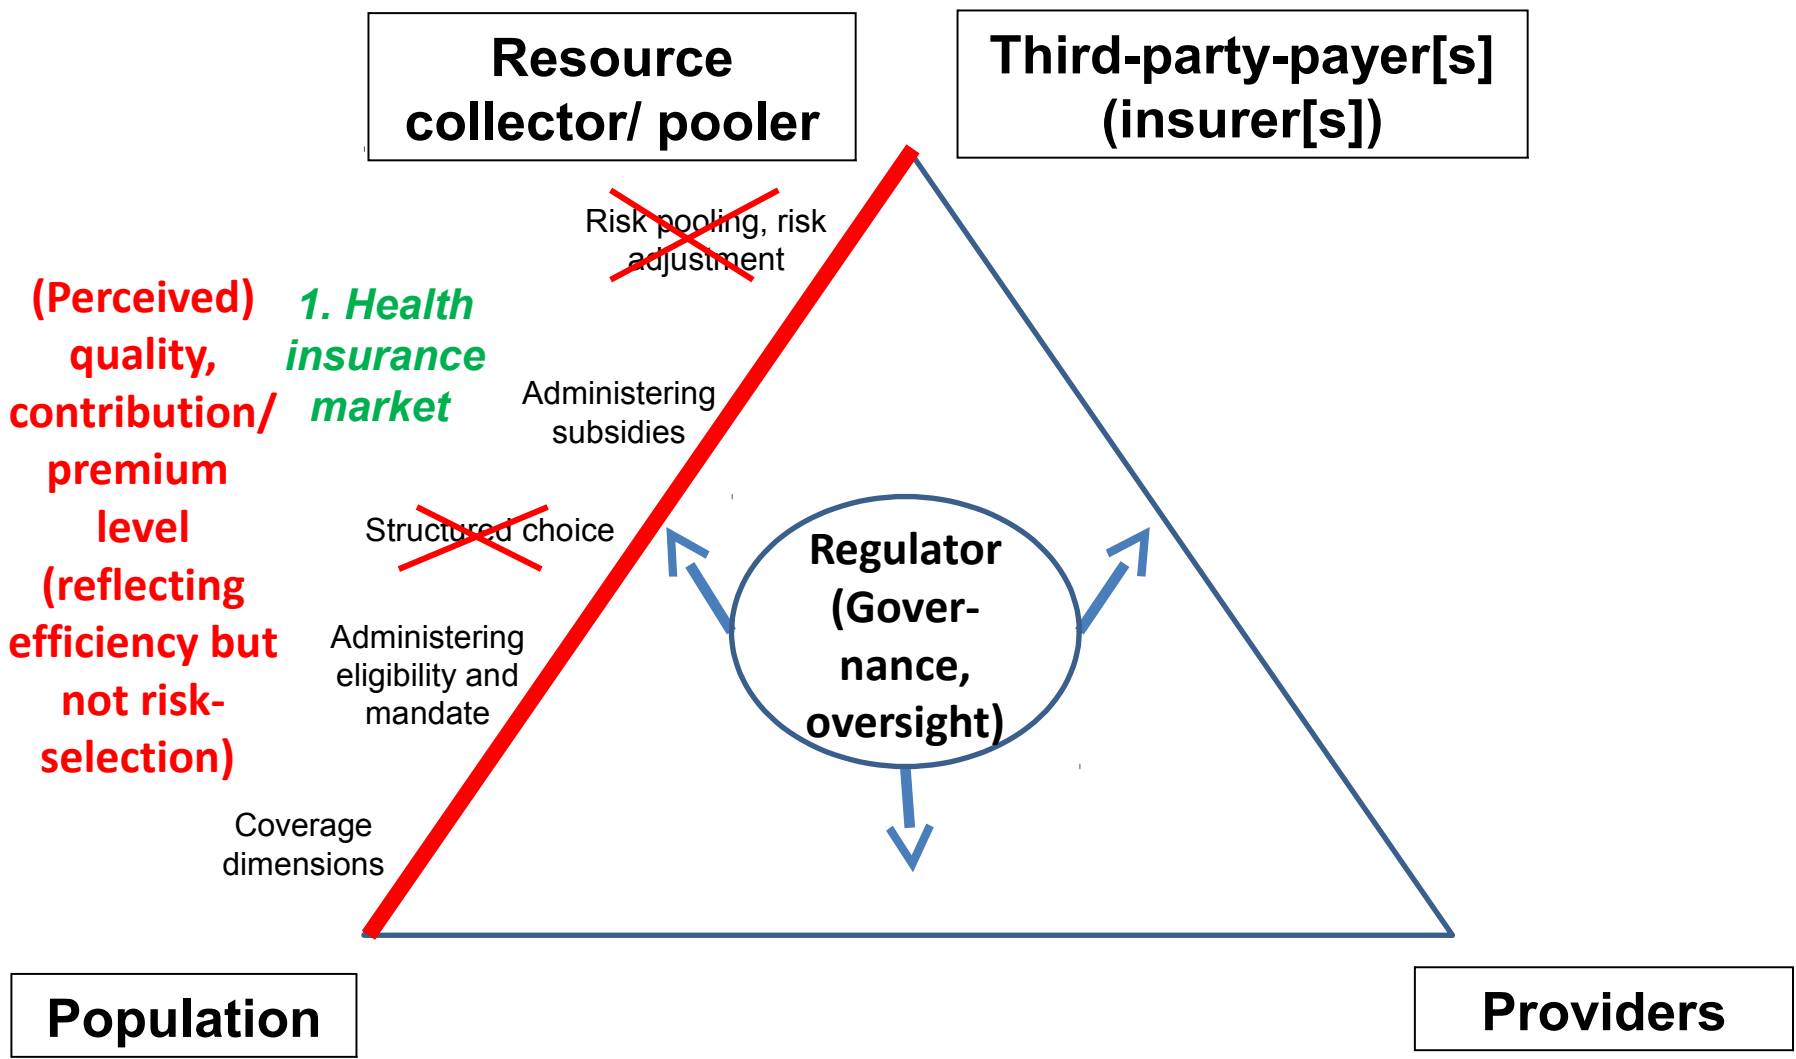 Resource
collector/ pooler
Third-party-payer[s]
(insurer[s])
Risk pooling, risk
adjustment
(Perceived)
quality,
contribution/
premium
level
(reflecting
efficiency but
not risk-
selection)
1. Health
insurance
market
Administering
subsidies
Structured choice
Administering
eligibility and
mandate
Coverage
dimensions
Regulator
(Gover-
nance,
oversight)
Population
Providers